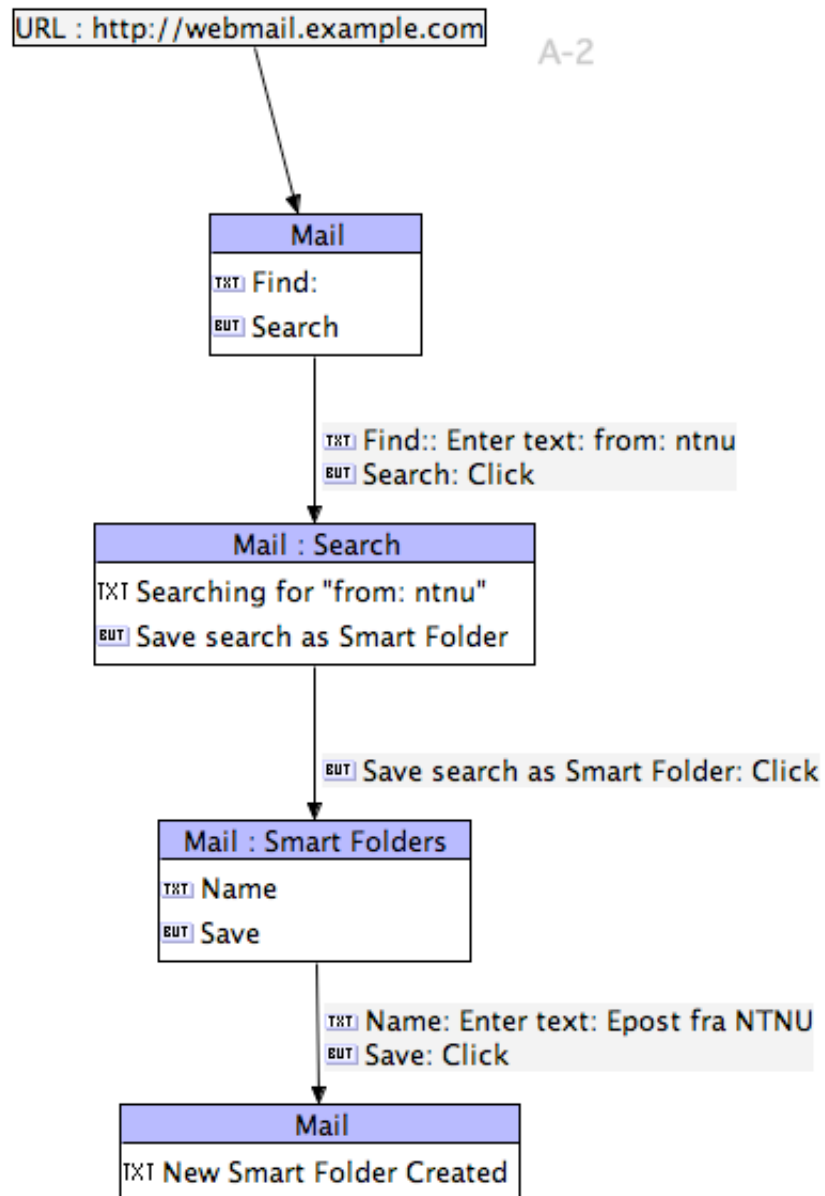 URL : http://webmail.example.com
A-2
Mail
TXT Find:
BUT Search
TXT Find:: Enter text: from: ntnu
BUT Search: Click
Mail : Search
TXT Searching for "from: ntnu"
BUT Save search as Smart Folder
BUT Save search as Smart Folder: Click
Mail : Smart Folders
TXT Name
BUT Save
TXT Name: Enter text: Epost fra NTNU
BUT Save: Click
Mail
TXT New Smart Folder Created